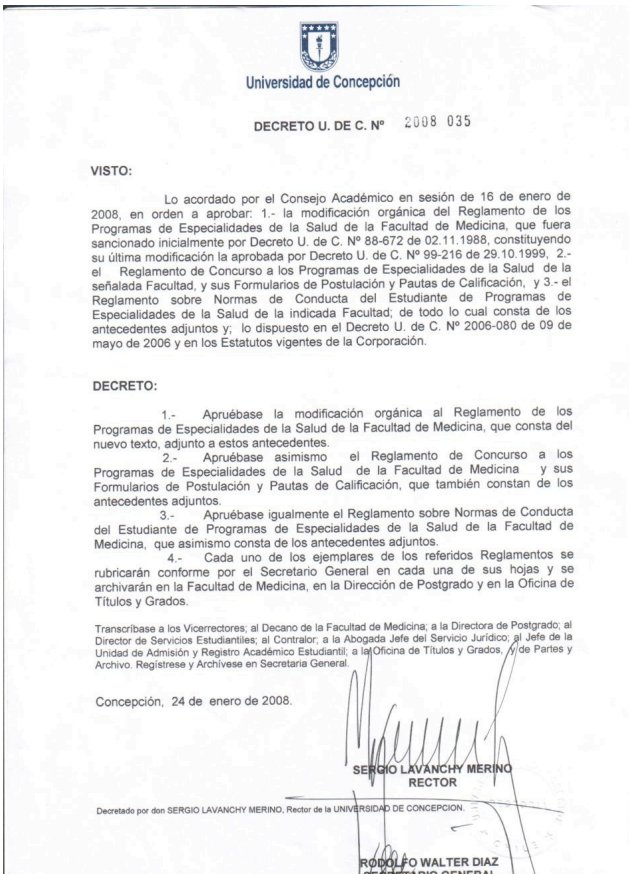 Universidad de Concepción
DECRETO U. DE C. Nº 2008 035
VISTO:
Lo acordado por el Consejo Académico en sesión de 16 de enero de
2008, en orden a aprobar: 1.- la modificación orgánica del Reglamento de los
Programas de Especialidades de la Salud de la Facultad de Medicina, que fuera
sancionado inicialmente por Decreto U. de C. Nº 88-672 de 02.11.1988, constituyendo
su última modificación la aprobada por Decreto U. de C. Nº 99-216 de 29.10.1999, 2.-
el Reglamento de Concurso a los Programas de Especialidades de la Salud de la
señalada Facultad, y sus Formularios de Postulación y Pautas de Calificación, y 3.- el
Reglamento sobre Normas de Conducta del Estudiante de Programas de
Especialidades de la Salud de la indicada Facultad; de todo lo cual consta de los
antecedentes adjuntos y; lo dispuesto en el Decreto U. de C. Nº 2006-080 de 09 de
mayo de 2006 y en los Estatutos vigentes de la Corporación.
DECRETO:
1.- Apruébase la modificación orgánica al Reglamento de los
Programas de Especialidades de la Salud de la Facultad de Medicina, que consta del
nuevo texto, adjunto a estos antecedentes.
2.- Apruébase asimismo el Reglamento de Concurso a los
Programas de Especialidades de la Salud de la Facultad de Medicina y sus
Formularios de Postulación y Pautas de Calificación, que también constan de los
antecedentes adjuntos.
3.- Apruébase igualmente el Reglamento sobre Normas de Conducta
del Estudiante de Programas de Especialidades de la Salud de la Facultad de
Medicina, que asimismo consta de los antecedentes adjuntos.
4.- Cada uno de los ejemplares de los referidos Reglamentos se
rubricarán conforme por el Secretario General en cada una de sus hojas y se
archivarán en la Facultad de Medicina, en la Dirección de Postgrado y en la Oficina de
Títulos y Grados.
Transcríbase a los Vicerrectores; al Decano de la Facultad de Medicina; a la Directora de Postgrado; al
Director de Servicios Estudiantiles; al Contralor; a la Abogada Jefe del Servicio Jurídico; al Jefe de la
Unidad de Admisión y Registro Académico Estudiantil; a la Oficina de Títulos y Grados, y de Partes y
Archivo. Regístrese y Archívese en Secretaria General.
Concepción, 24 de enero de 2008.
SERGIO LAVANCHY MERINO
RECTOR
Decretado por don SERGIO LAVANCHY MERINO, Rector de la UNIVERSIDAD DE CONCEPCION.
RODOLFO WALTER DIAZ
SECRETARIO GENERAL